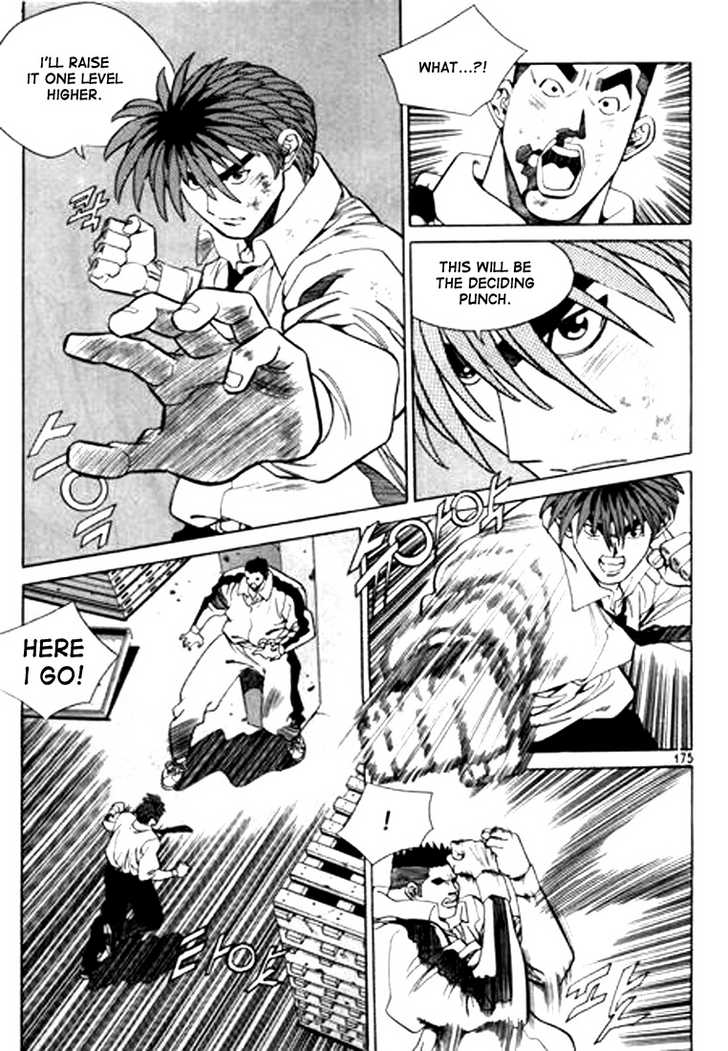 I'LL RAISE
IT ONE LEVEL
HIGHER.
WHAT...?!
THIS WILL BE
THE DECIDING
PUNCH.
HERE
I GO!
175
!